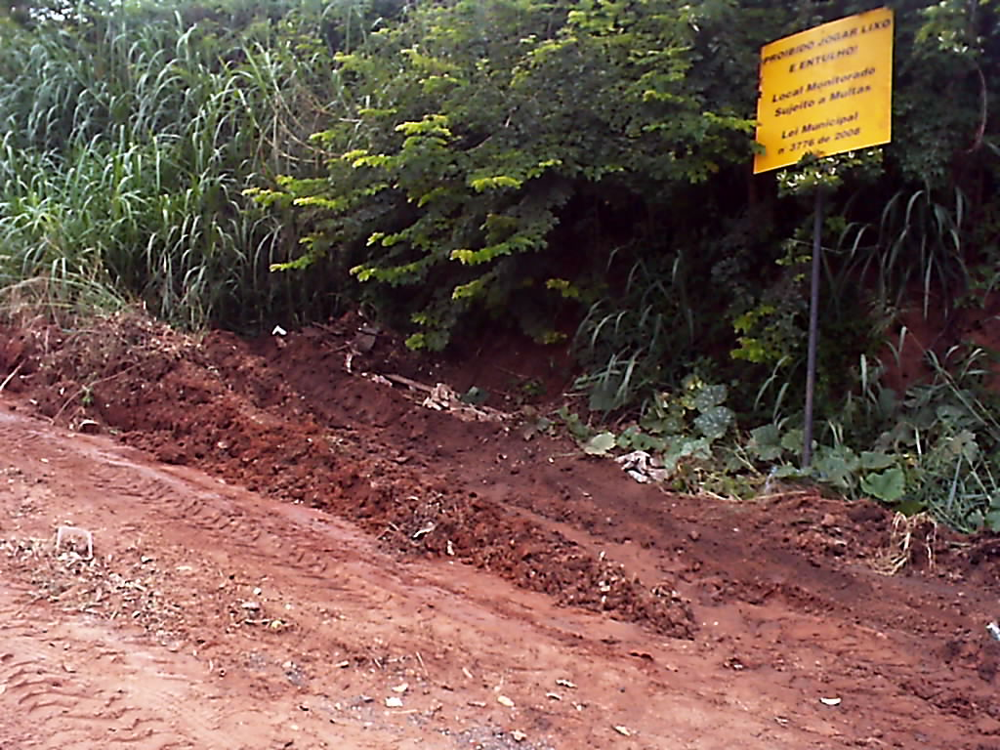 PROIBIDO JOGAR LIXO
E ENTULHO!
Local Monitorado
Sujeito a Multas
Lei Municipal
n 3776 de 2008